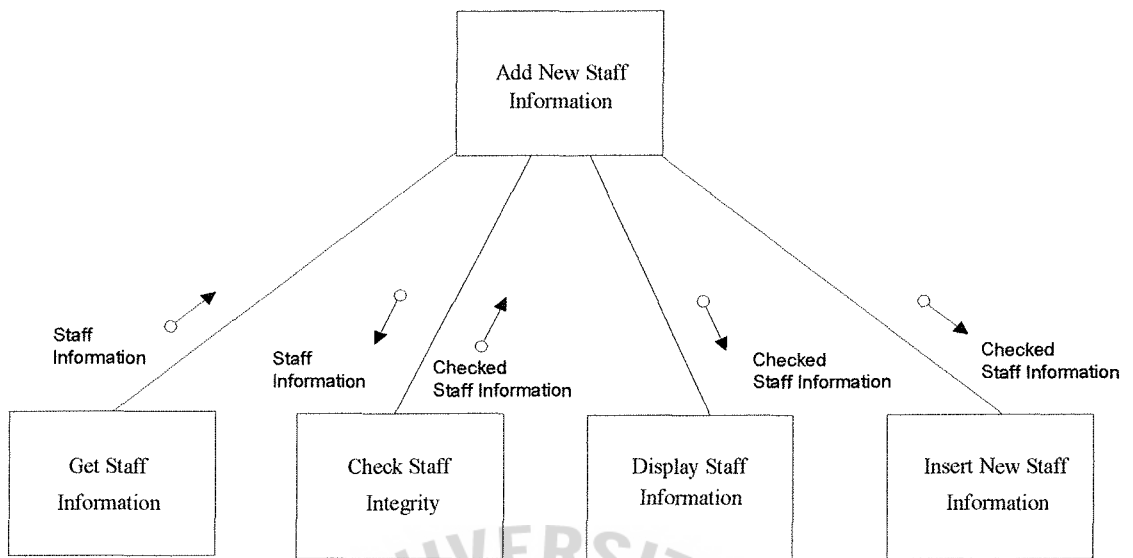 Add New Staff
Information
Staff
Information
Staff
Information
Checked
Staff Information
Checked
Staff Information
Checked
Staff Information
Get Staff
Information
Check Staff
Integrity
Display Staff
Information
Insert New Staff
Information